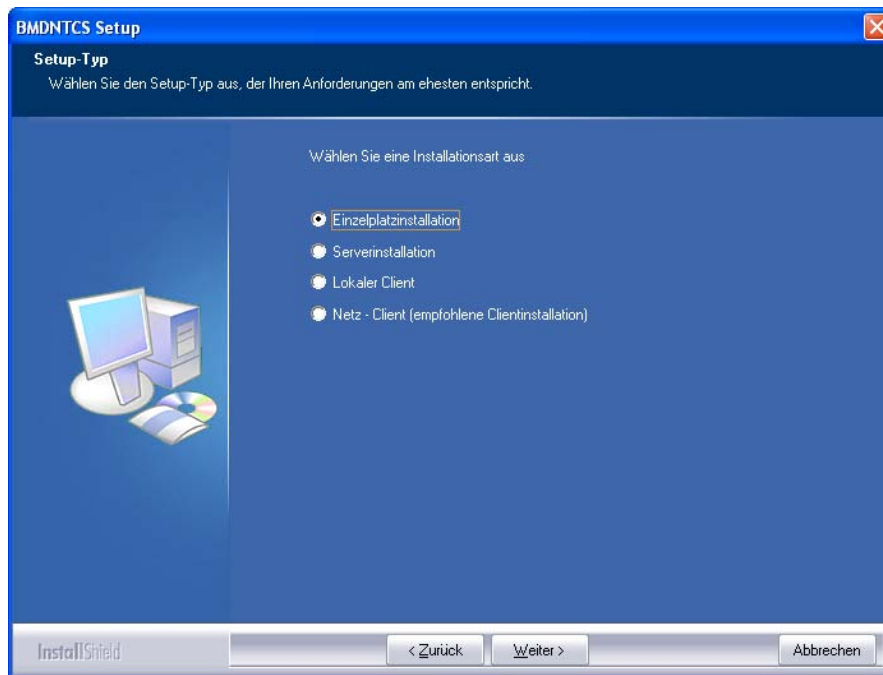 BMDNTCS Setup
Setup-Typ
Wählen Sie den Setup-Typ aus, der Ihren Anforderungen am ehesten entspricht.
Wählen Sie eine Installationsart aus
Einzelplatzinstallation
Serverinstallation
Lokaler Client
Netz - Client (empfohlene Clientinstallation)
InstallShield
< Zurück
Weiter >
Abbrechen